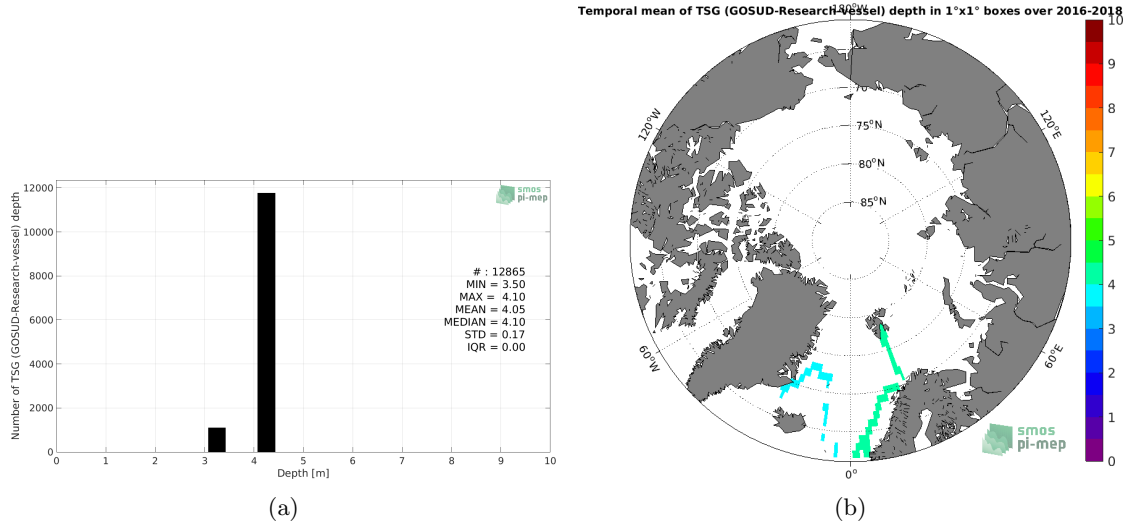 Temporal mean of TSG (GOSUD-Research-vessel) depth in 1°x1° boxes over 2016-2018
Number of TSG (GOSUD-Research-vessel) depth
12000
10000
8000
6000
4000
2000
0
0 1 2 3 4 5 6 7 8 9 10
Depth [m]
smos
pi-mep
# : 12865
MIN = 3.50
MAX = 4.10
MEAN = 4.05
MEDIAN = 4.10
STD = 0.17
IQR = 0.00
(a)
180°W
120°W
120°E
60°W
60°E
0°
75°N
80°N
85°N
smos
pi-mep
10
9
8
7
6
5
4
3
2
1
0
(b)